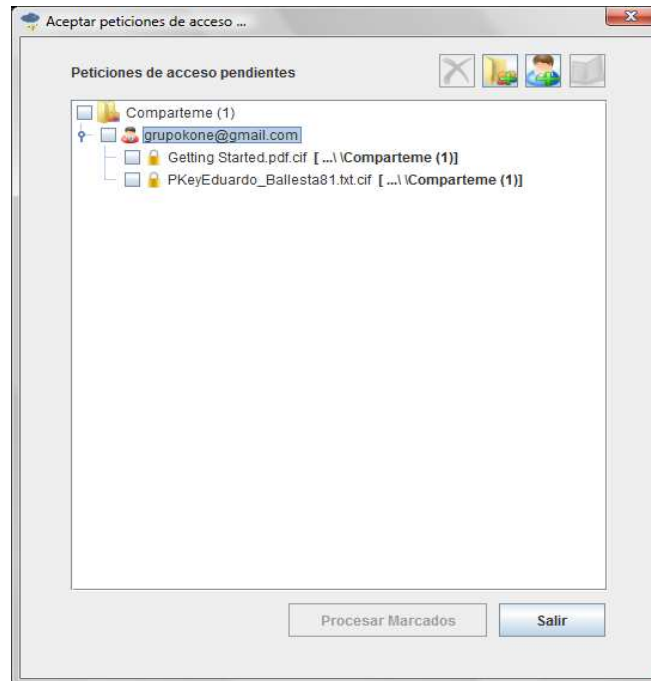 Aceptar peticiones de acceso ...
Peticiones de acceso pendientes
Comparteme (1)
grupokone@gmail.com
Getting Started.pdf.cif [ ...\ \Comparteme (1)]
PKeyEduardo_Ballesta81.txt.cif [ ...\ \Comparteme (1)]
Procesar Marcados Salir